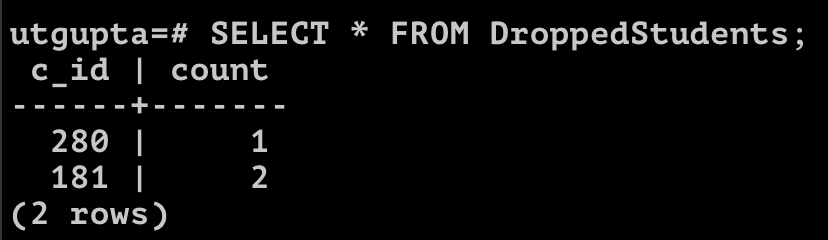 utgupta=# SELECT * FROM DroppedStudents;
 c_id | count
------+-------
  280 |     1
  181 |     2
(2 rows)